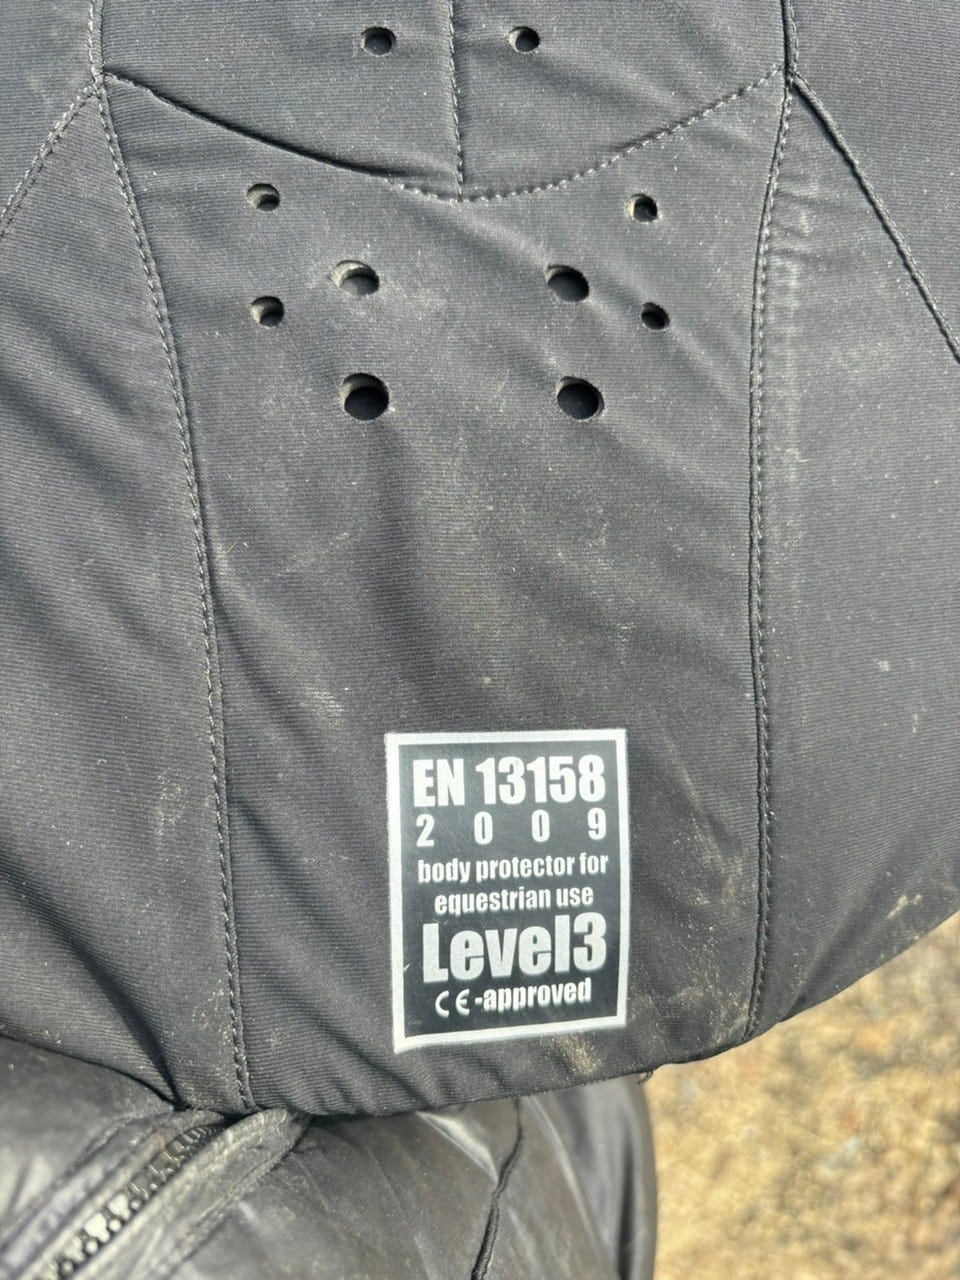 EN 13158
2009
body protector for
equestrian use
Level3
CE-approved